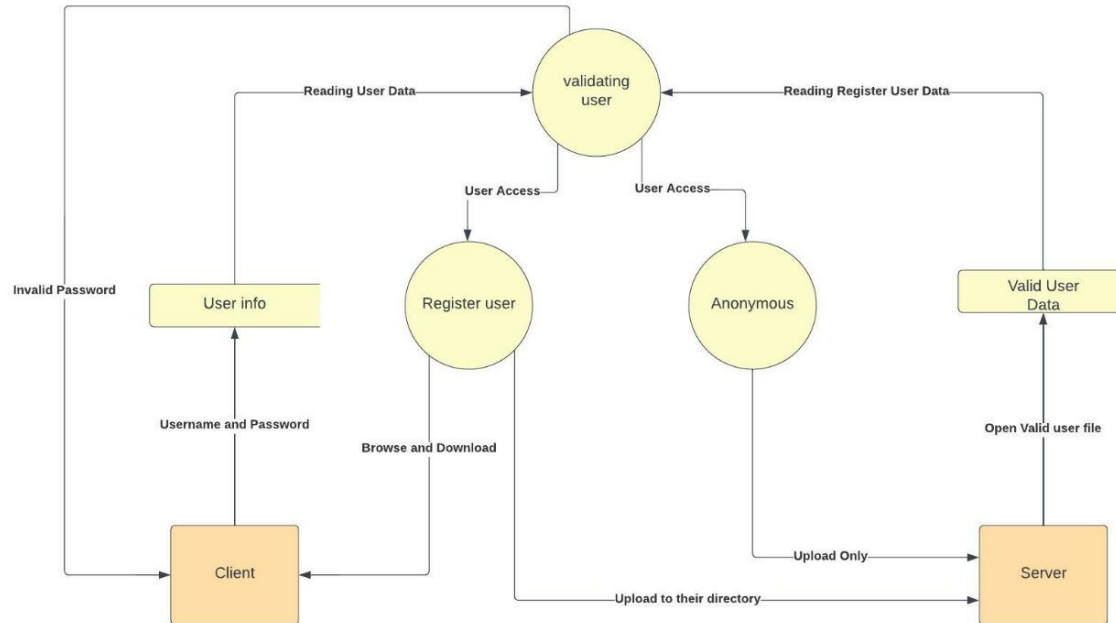 validating
user
Reading User Data
Reading Register User Data
User Access
User Access
Invalid Password
User info
Register user
Anonymous
Valid User
Data
Username and Password
Browse and Download
Open Valid user file
Upload Only
Client
Server
Upload to their directory